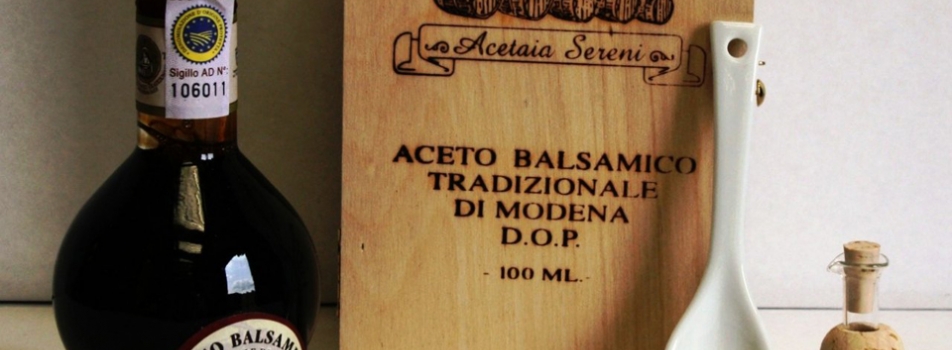 Sigillo AD N°:
106011
BALSAM
Acetaia Sereni
ACETO BALSAMICO
TRADIZIONALE
DI MODENA
D.O.P.
- 100 ML.-